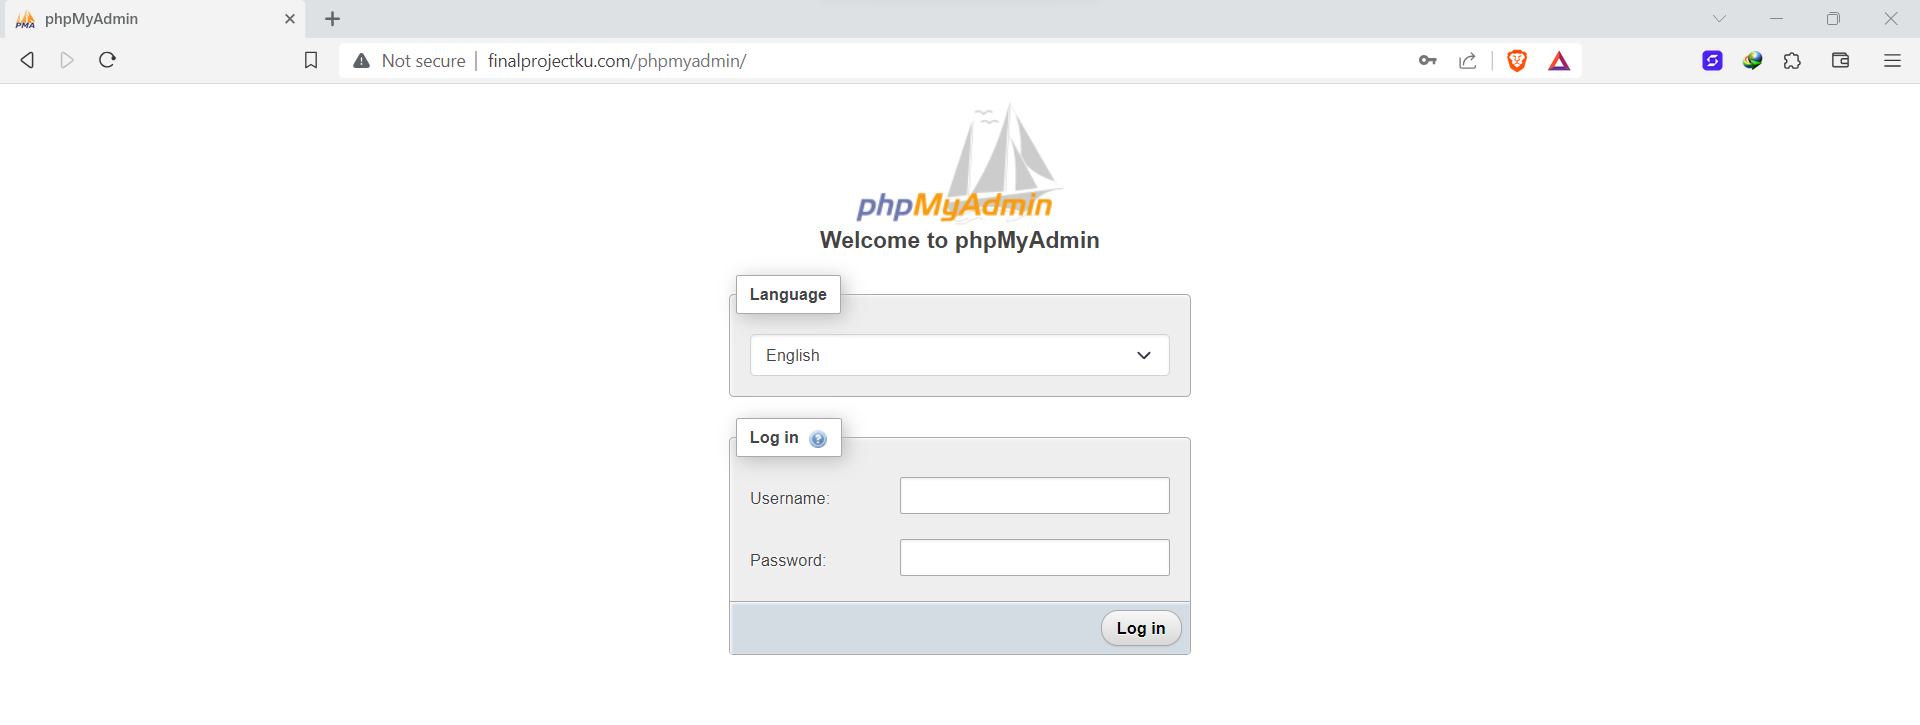 phpMyAdmin
Not secure finalprojectku.com/phpmyadmin/
phpMyAdmin
Welcome to phpMyAdmin
Language
English
Log in
Username:
Password:
Log in